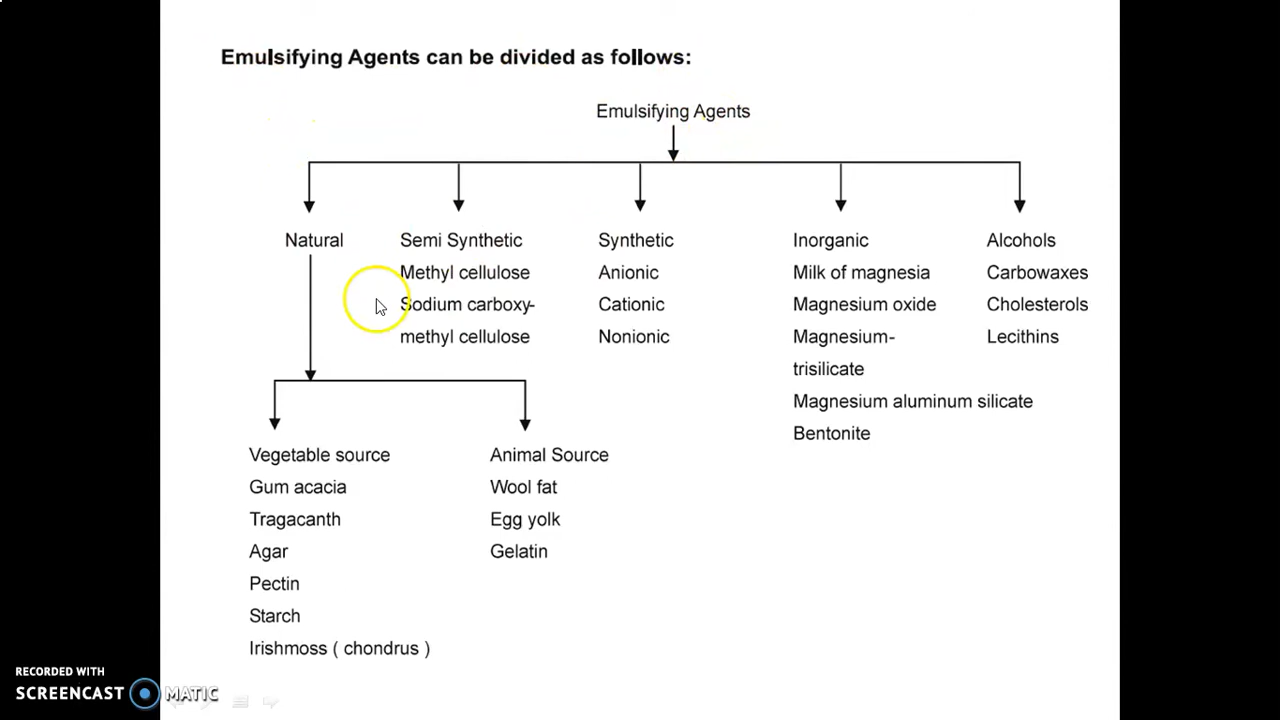 Emulsifying Agents can be divided as follows:
Emulsifying Agents
Natural
Semi Synthetic
Methyl cellulose
Sodium carboxy-
methyl cellulose
Synthetic
Anionic
Cationic
Nonionic
Inorganic
Milk of magnesia
Magnesium oxide
Magnesium-
trisilicate
Magnesium aluminum silicate
Bentonite
Alcohols
Carbowaxes
Cholesterols
Lecithins
Vegetable source
Gum acacia
Tragacanth
Agar
Pectin
Starch
Irishmoss ( chondrus )
Animal Source
Wool fat
Egg yolk
Gelatin
RECORDED WITH
SCREENCAST MATIC